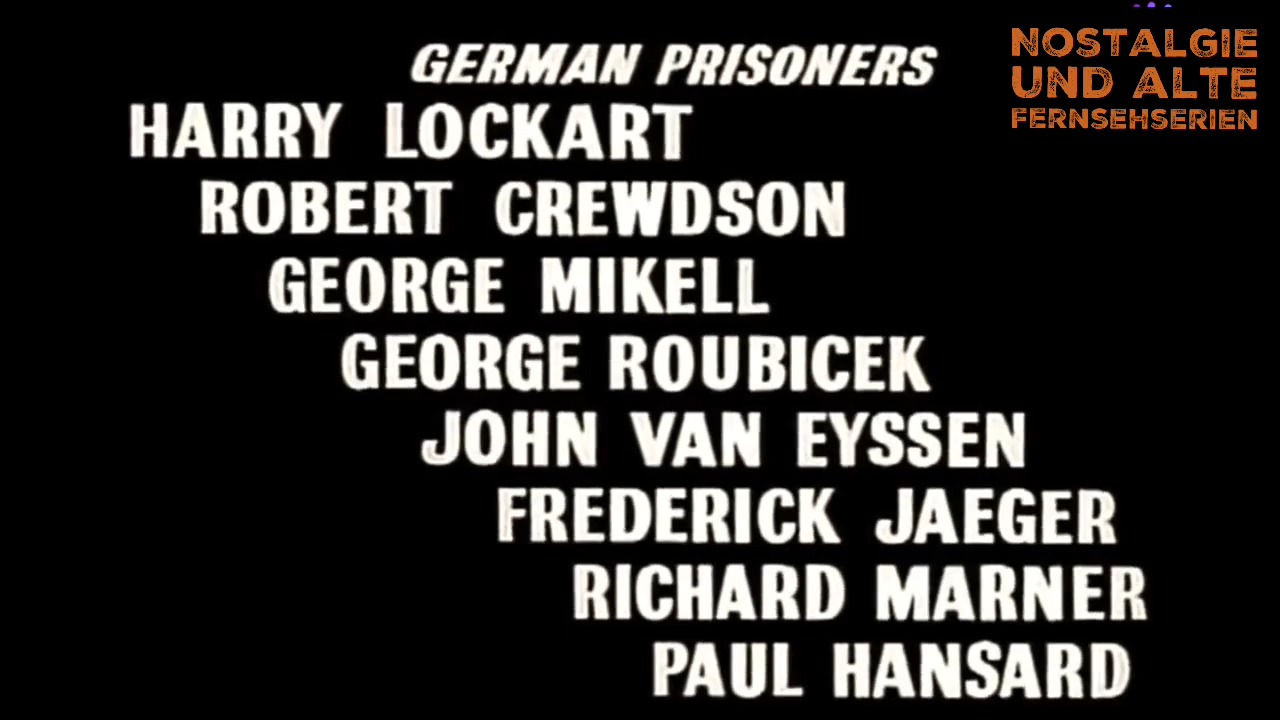 GERMAN PRISONERS
HARRY LOCKART
ROBERT CREWDSON
GEORGE MIKELL
GEORGE ROUBICEK
JOHN VAN EYSSEN
FREDERICK JAEGER
RICHARD MARNER
PAUL HANSARD
NOSTALGIE
UND ALTE
FERNSEHSERIEN